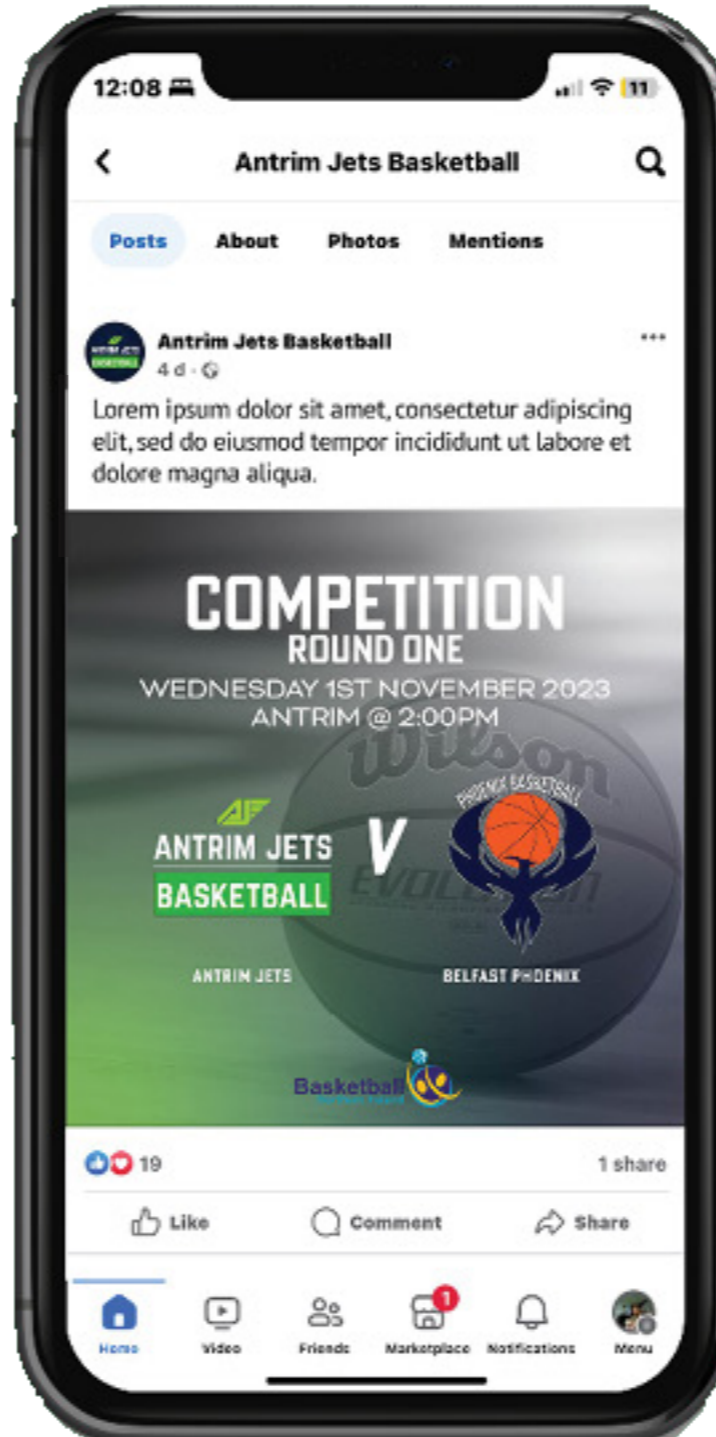 12:08
11
Antrim Jets Basketball
Posts About Photos Mentions
Antrim Jets Basketball
4 d
Lorem ipsum dolor sit amet, consectetur adipiscing
elit, sed do eiusmod tempor incididunt ut labore et
dolore magna aliqua.
COMPETITION
ROUND ONE
WEDNESDAY 1ST NOVEMBER 2023
ANTRIM @ 2:00PM
Wilson
PHOENIX BASKETBALL
ANTRIM JETS
BASKETBALL
V
EVOLUTION
ANTRIM JETS
BELFAST PHOENIX
Basketball
19
1 share
Like Comment Share
1
Home Video Friends Marketplace Notifications Menu